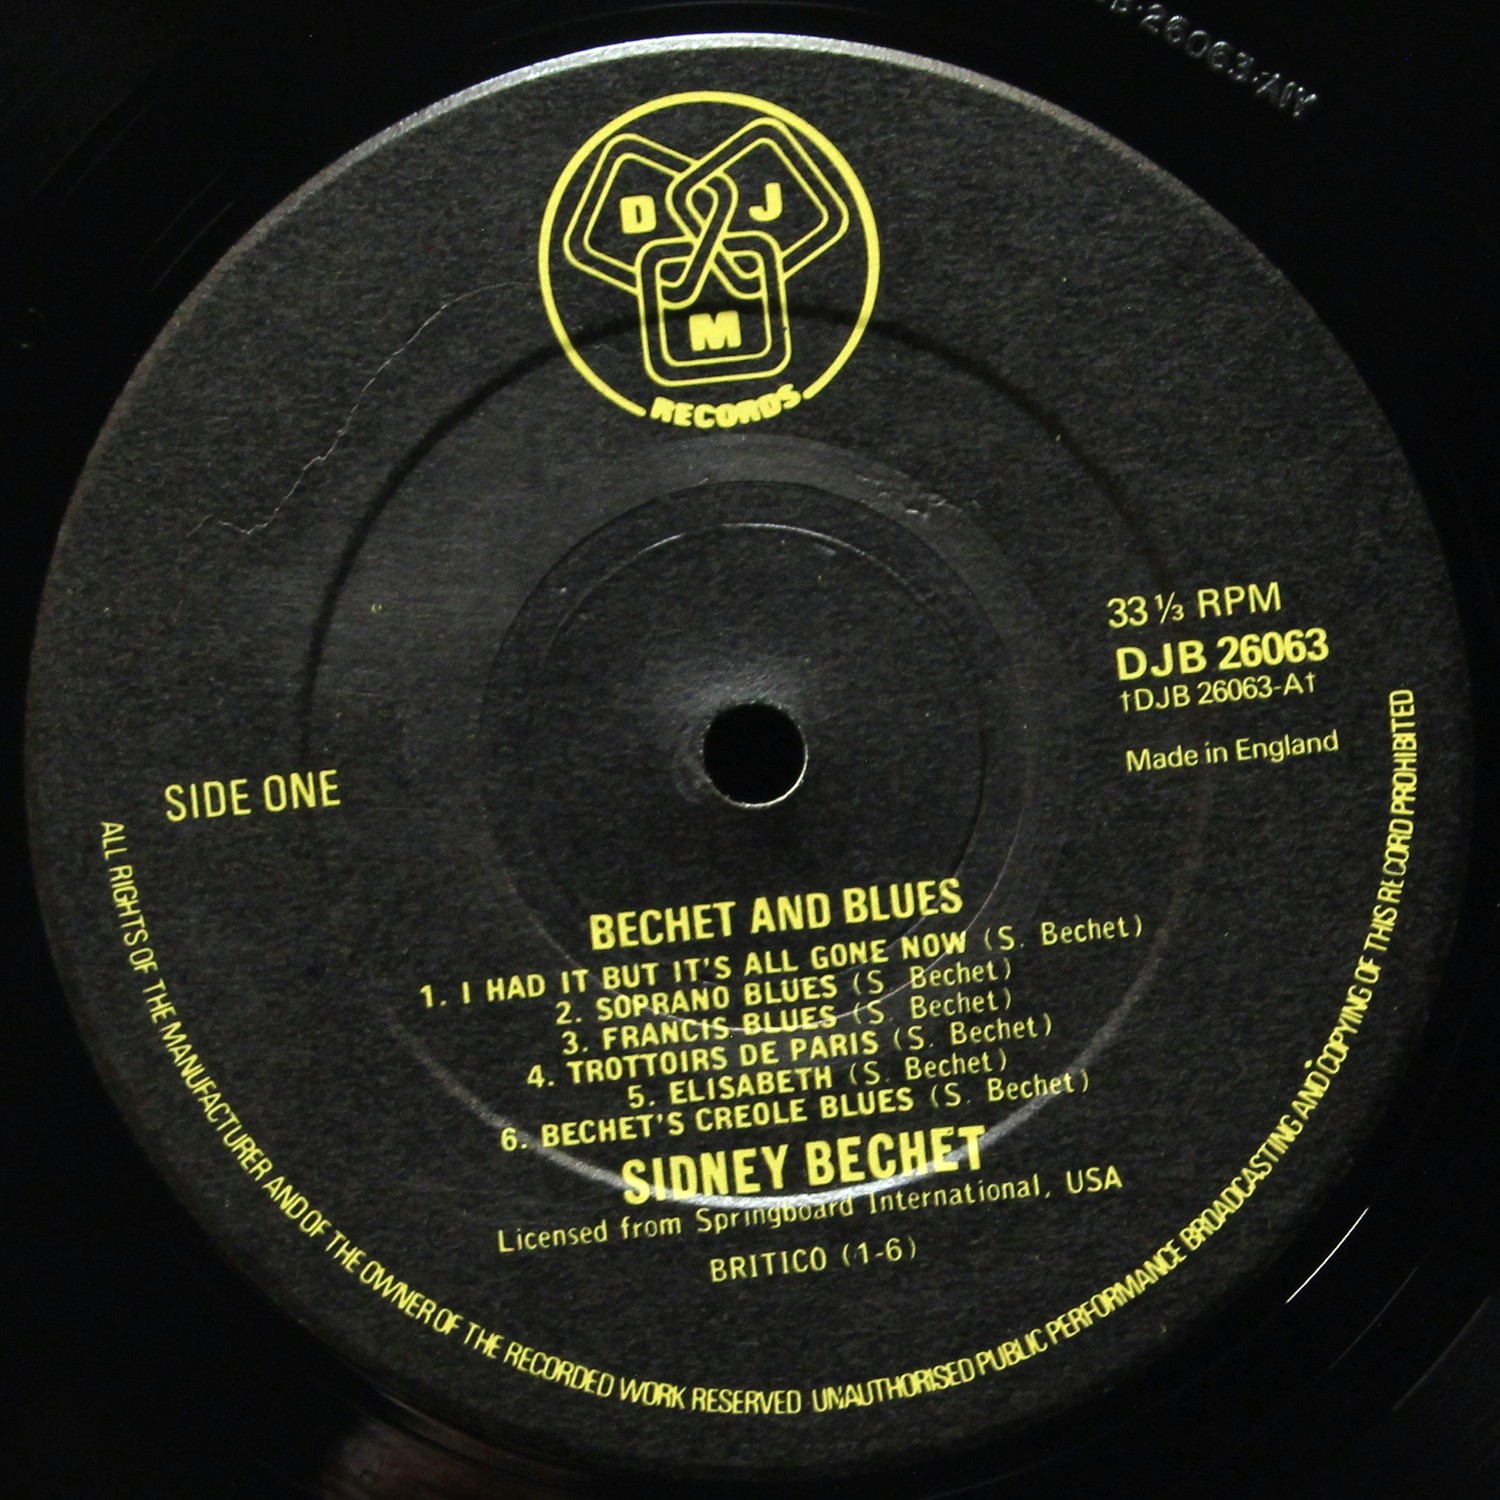 B·26063·A1V
D J
M
RECORDS
33 ⅓ RPM
DJB 26063
†DJB 26063-A†
Made in England
SIDE ONE
BECHET AND BLUES
1. I HAD IT BUT IT'S ALL GONE NOW (S. Bechet)
2. SOPRANO BLUES (S. Bechet)
3. FRANCIS BLUES (S. Bechet)
4. TROTTOIRS DE PARIS (S. Bechet)
5. ELISABETH (S. Bechet)
6. BECHET'S CREOLE BLUES (S. Bechet)
SIDNEY BECHET
Licensed from Springboard International, USA
BRITICO (1-6)
ALL RIGHTS OF THE MANUFACTURER AND OF THE OWNER OF THE RECORDED WORK RESERVED UNAUTHORISED PUBLIC PERFORMANCE BROADCASTING AND COPYING OF THIS RECORD PROHIBITED